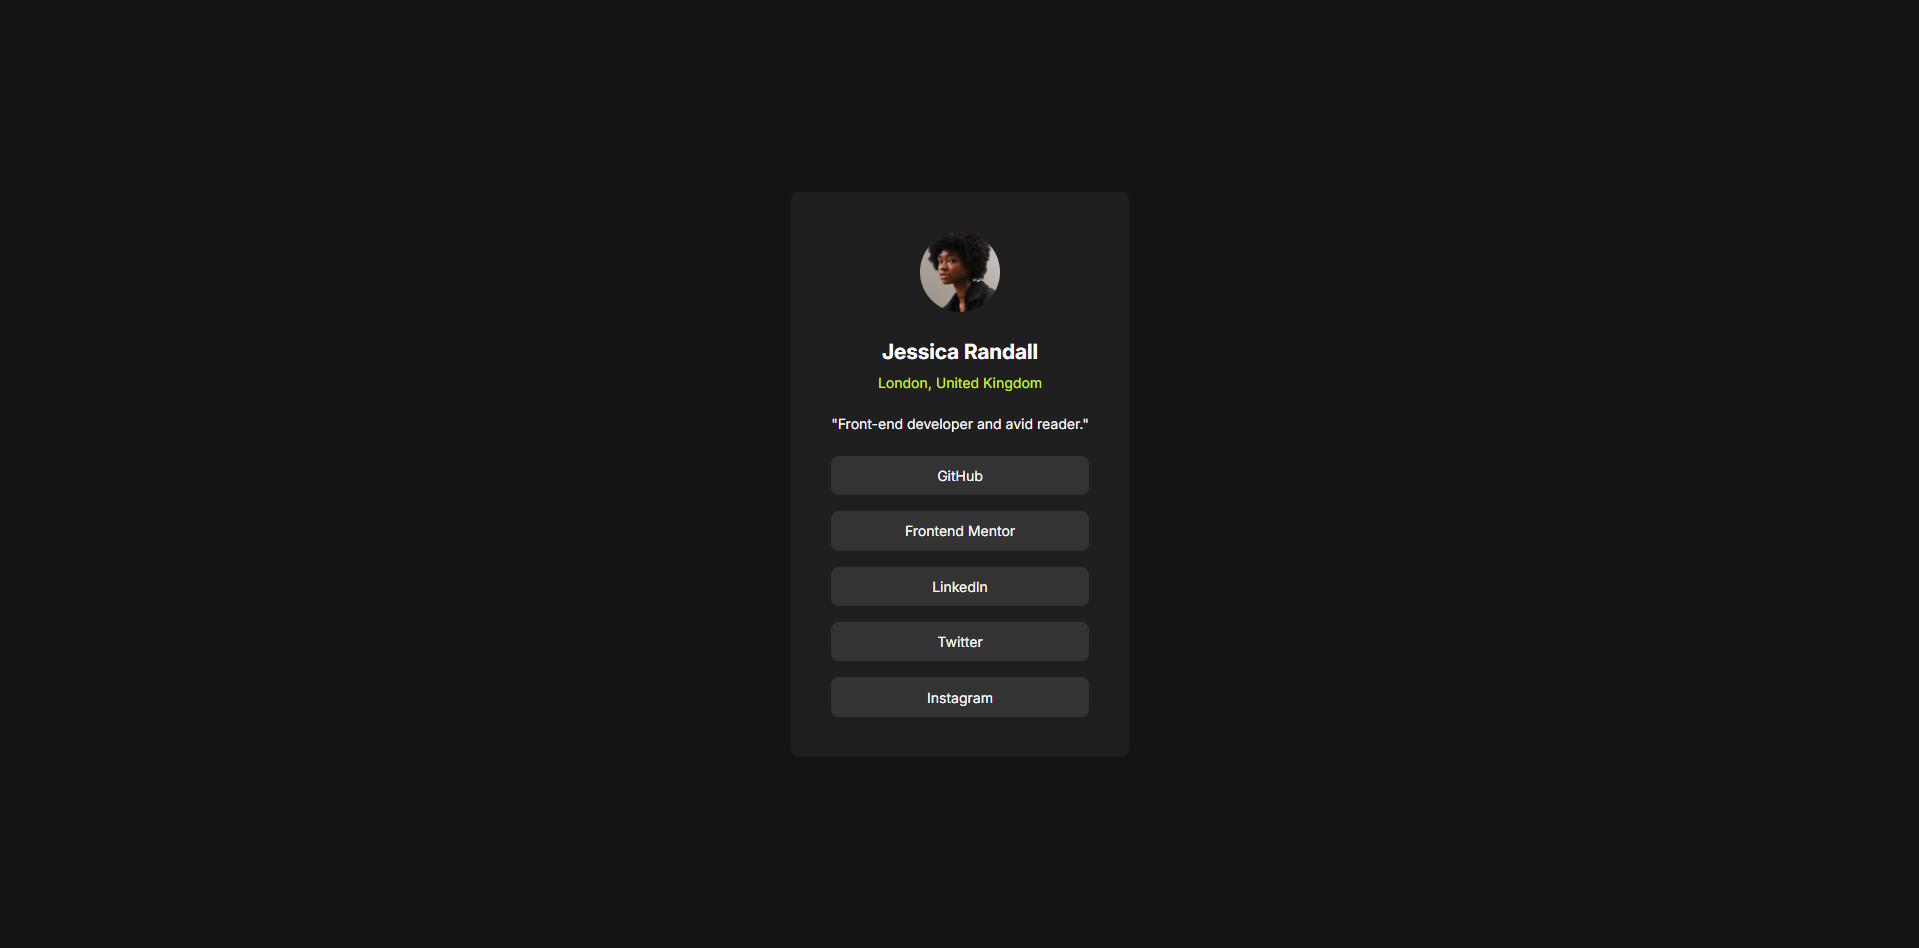 Jessica Randall
London, United Kingdom
"Front-end developer and avid reader."
GitHub
Frontend Mentor
LinkedIn
Twitter
Instagram